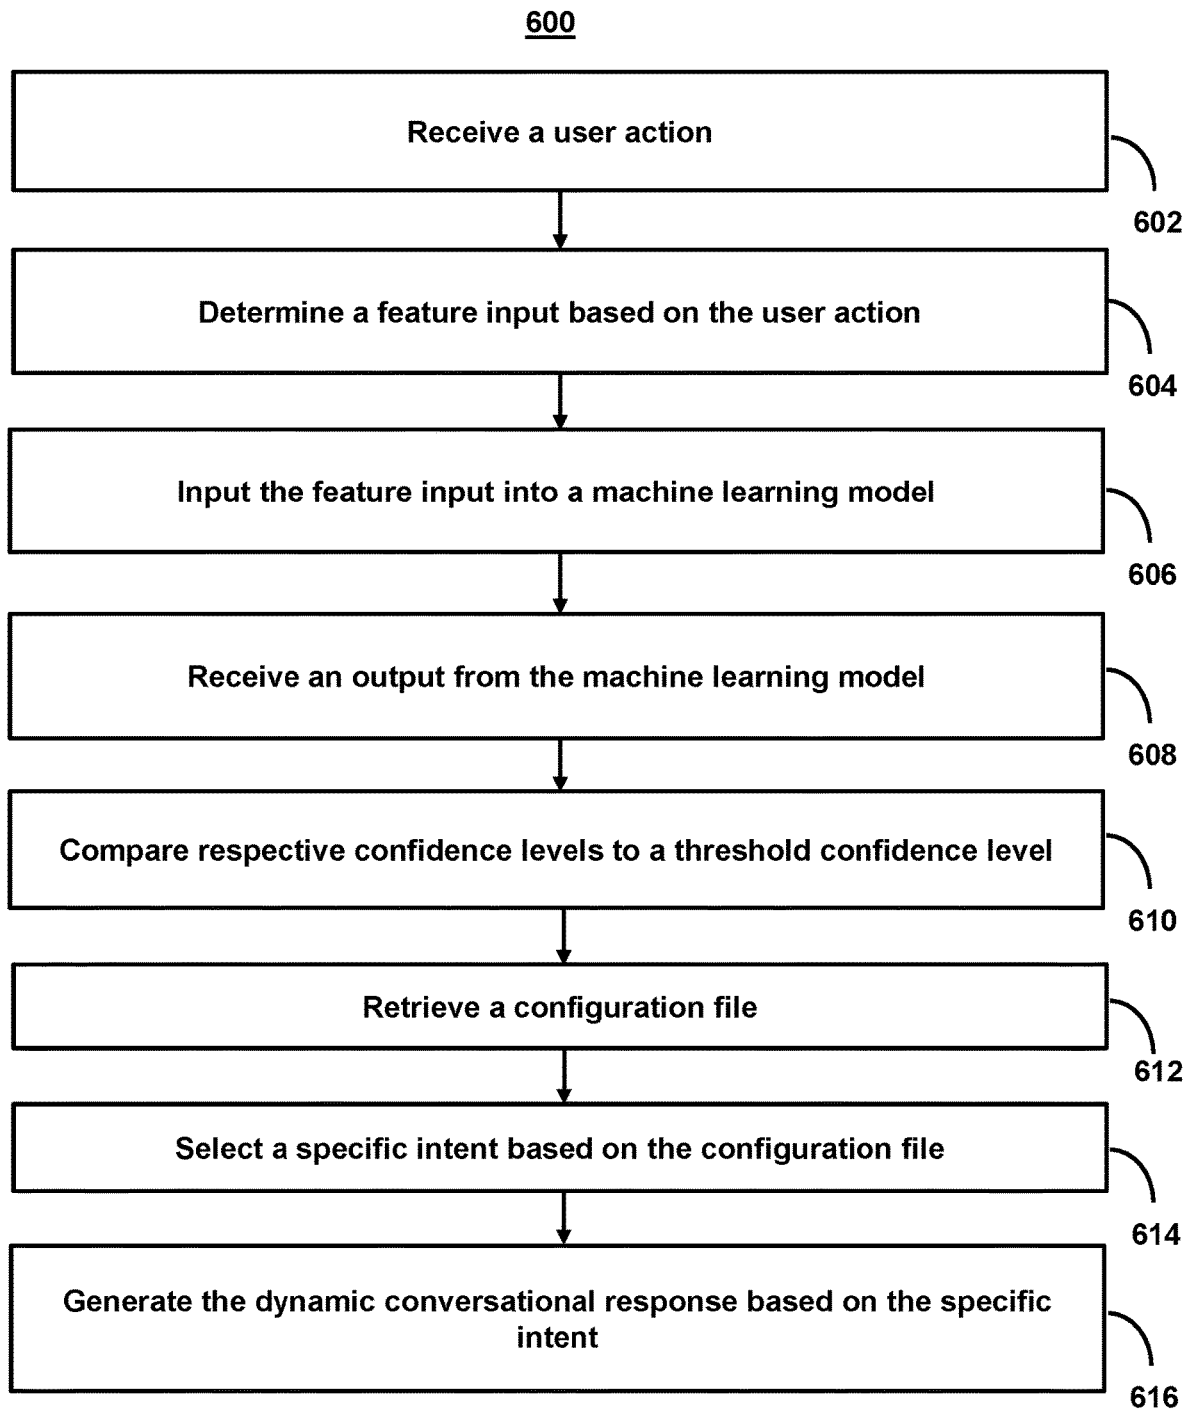 600
Receive a user action
602
Determine a feature input based on the user action
604
Input the feature input into a machine learning model
606
Receive an output from the machine learning model
608
Compare respective confidence levels to a threshold confidence level
610
Retrieve a configuration file
612
Select a specific intent based on the configuration file
614
Generate the dynamic conversational response based on the specific
intent
616